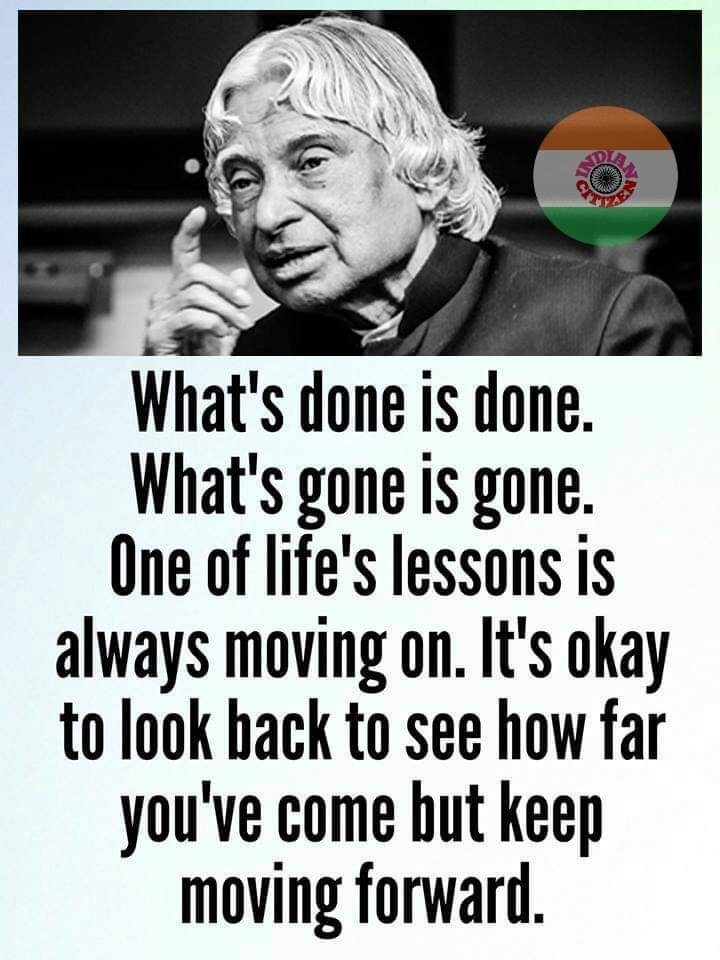 INDIAN
CITIZEN
What's done is done.
What's gone is gone.
One of life's lessons is
always moving on. It's okay
to look back to see how far
you've come but keep
moving forward.